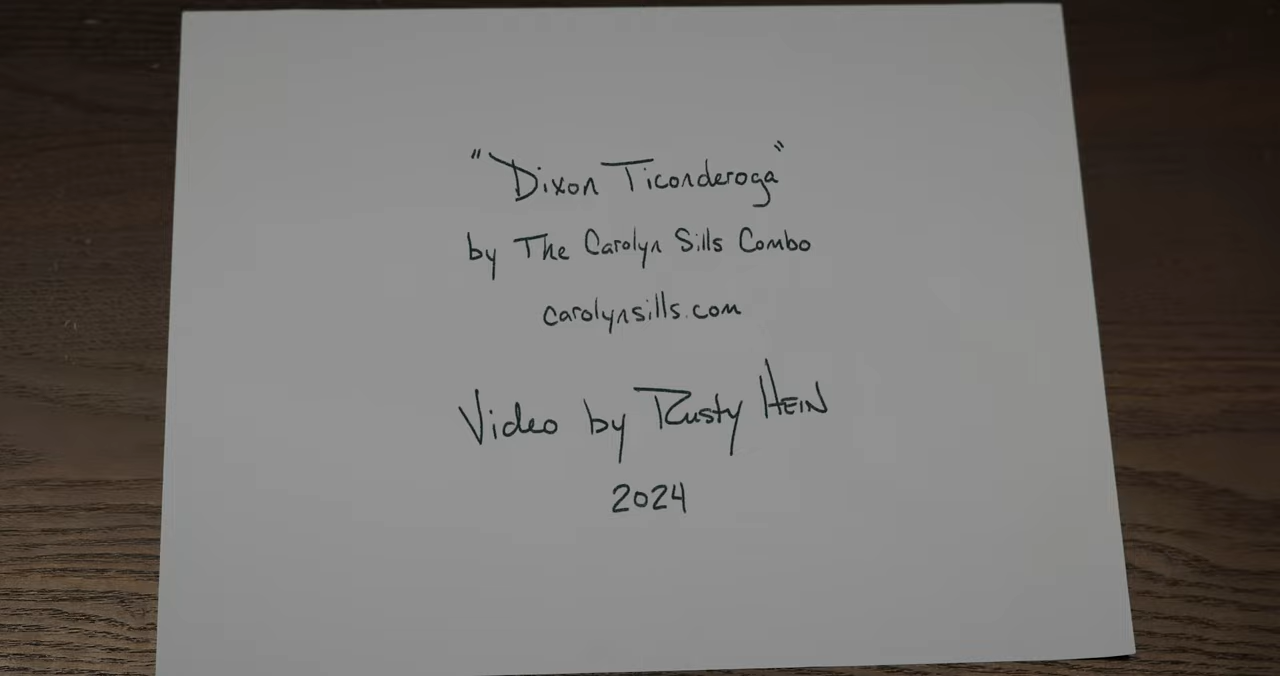 "Dixon Ticonderoga"
by The Carolyn Sills Combo
carolynsills.com
Video by Rusty HEIN
2024